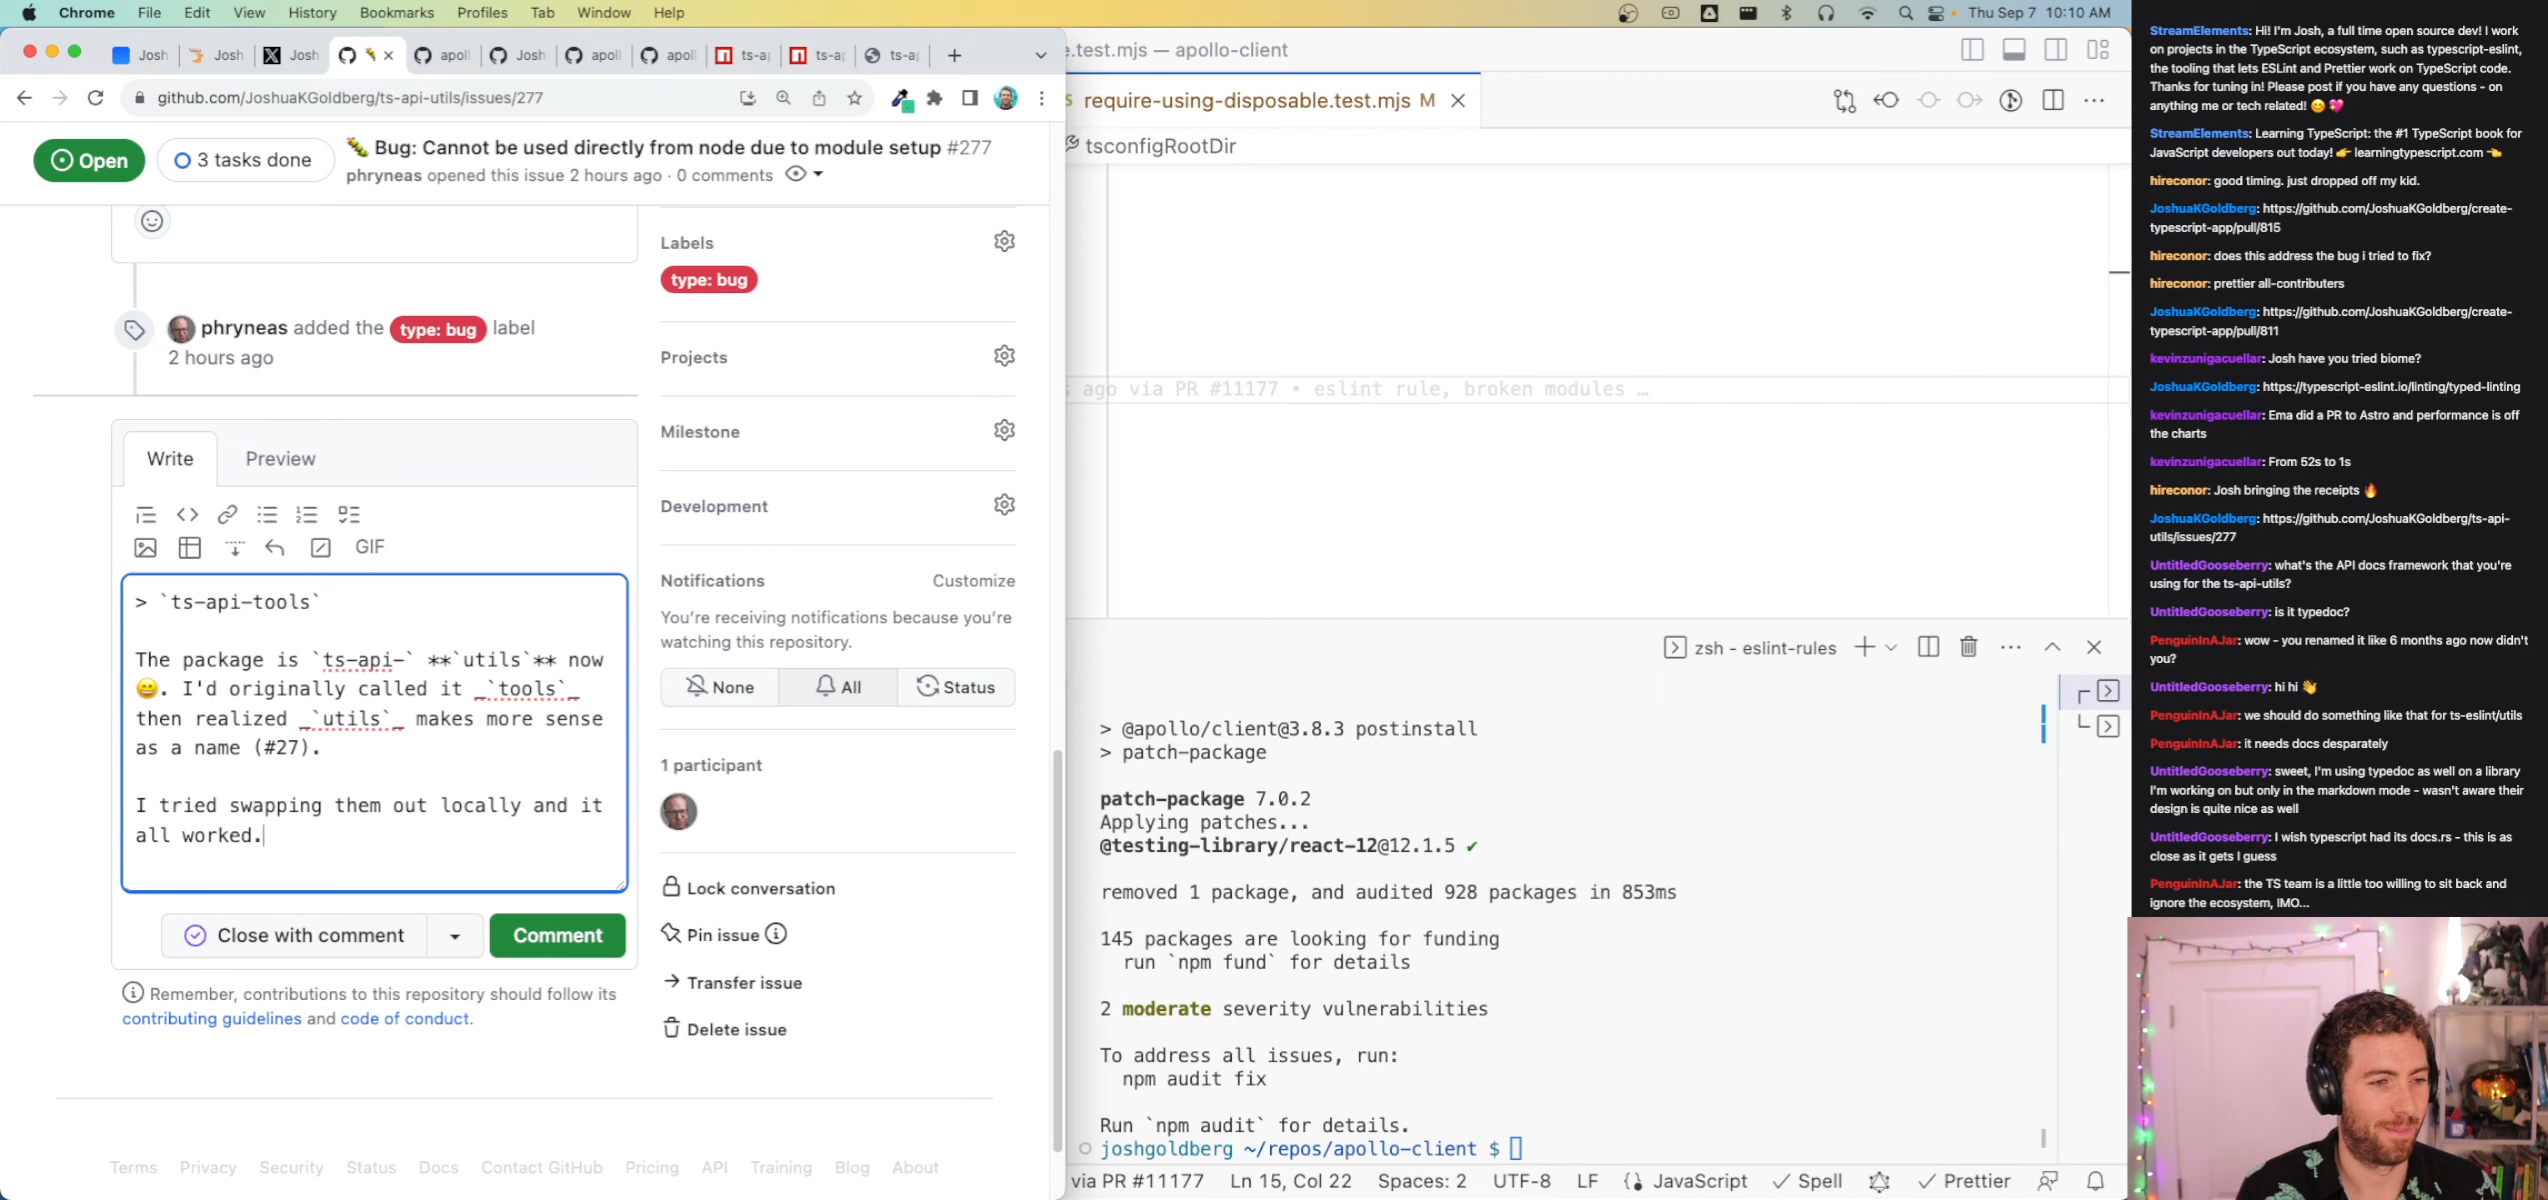 Chrome File Edit View History Bookmarks Profiles Tab Window Help
Thu Sep 7 10:10 AM
Josh
Josh
Josh
apoll
Josh
apoll
apoll
ts-ap
ts-ap
ts-ap
github.com/JoshuaKGoldberg/ts-api-utils/issues/277
Open
3 tasks done
🐛 Bug: Cannot be used directly from node due to module setup #277
phryneas opened this issue 2 hours ago · 0 comments
phryneas added the type: bug label
2 hours ago
Write Preview
GIF
> `ts-api-tools`
The package is `ts-api-` **`utils`** now
😄. I'd originally called it _`tools`_
then realized _`utils`_ makes more sense
as a name (#27).
I tried swapping them out locally and it
all worked.
Close with comment
Comment
Remember, contributions to this repository should follow its
contributing guidelines and code of conduct.
Labels
type: bug
Projects
Milestone
Development
Notifications Customize
You're receiving notifications because you're
watching this repository.
None All Status
1 participant
Lock conversation
Pin issue
Transfer issue
Delete issue
Terms Privacy Security Status Docs Contact GitHub Pricing API Training Blog About
.test.mjs — apollo-client
require-using-disposable.test.mjs M
tsconfigRootDir
ago via PR #11177 • eslint rule, broken modules …
zsh - eslint-rules
> @apollo/client@3.8.3 postinstall
> patch-package
patch-package 7.0.2
Applying patches...
@testing-library/react-12@12.1.5 ✔
removed 1 package, and audited 928 packages in 853ms
145 packages are looking for funding
run `npm fund` for details
2 moderate severity vulnerabilities
To address all issues, run:
npm audit fix
Run `npm audit` for details.
joshgoldberg ~/repos/apollo-client $
via PR #11177 Ln 15, Col 22 Spaces: 2 UTF-8 LF JavaScript Spell Prettier
StreamElements: Hi! I'm Josh, a full time open source dev! I work
on projects in the TypeScript ecosystem, such as typescript-eslint,
the tooling that lets ESLint and Prettier work on TypeScript code.
Thanks for tuning in! Please post if you have any questions - on
anything me or tech related! 😊 💖
StreamElements: Learning TypeScript: the #1 TypeScript book for
JavaScript developers out today! 👉 learningtypescript.com 👈
hireconor: good timing. just dropped off my kid.
JoshuaKGoldberg: https://github.com/JoshuaKGoldberg/create-
typescript-app/pull/815
hireconor: does this address the bug i tried to fix?
hireconor: prettier all-contributers
JoshuaKGoldberg: https://github.com/JoshuaKGoldberg/create-
typescript-app/pull/811
kevinzunigacuellar: Josh have you tried biome?
JoshuaKGoldberg: https://typescript-eslint.io/linting/typed-linting
kevinzunigacuellar: Ema did a PR to Astro and performance is off
the charts
kevinzunigacuellar: From 52s to 1s
hireconor: Josh bringing the receipts 🔥
JoshuaKGoldberg: https://github.com/JoshuaKGoldberg/ts-api-
utils/issues/277
UntitledGooseberry: what's the API docs framework that you're
using for the ts-api-utils?
UntitledGooseberry: is it typedoc?
PenguinInAJar: wow - you renamed it like 6 months ago now didn't
you?
UntitledGooseberry: hi hi 👋
PenguinInAJar: we should do something like that for ts-eslint/utils
PenguinInAJar: it needs docs desparately
UntitledGooseberry: sweet, I'm using typedoc as well on a library
I'm working on but only in the markdown mode - wasn't aware their
design is quite nice as well
UntitledGooseberry: I wish typescript had its docs.rs - this is as
close as it gets I guess
PenguinInAJar: the TS team is a little too willing to sit back and
ignore the ecosystem, IMO...